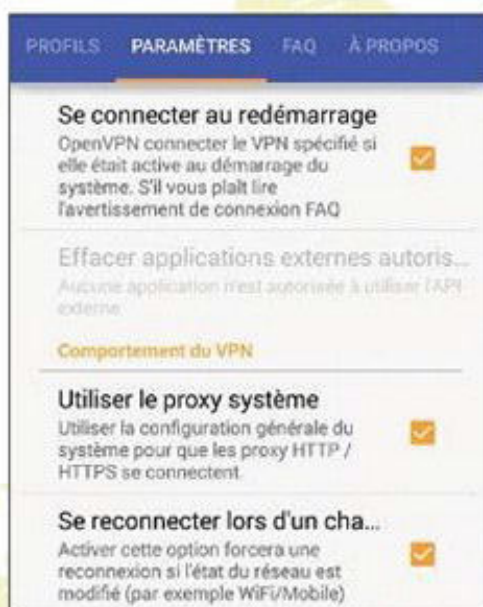 PROFILS PARAMÈTRES FAQ À PROPOS
Se connecter au redémarrage
OpenVPN connecter le VPN spécifié si
elle était active au démarrage du
système. S'il vous plaît lire
l'avertissement de connexion FAQ
Effacer applications externes autoris...
Aucune application n'est autorisée à utiliser l'API
externe
Comportement du VPN
Utiliser le proxy système
Utiliser la configuration générale du
système pour que les proxy HTTP /
HTTPS se connectent
Se reconnecter lors d'un cha...
Activer cette option forcera une
reconnexion si l'état du réseau est
modifié (par exemple WiFi/Mobile)